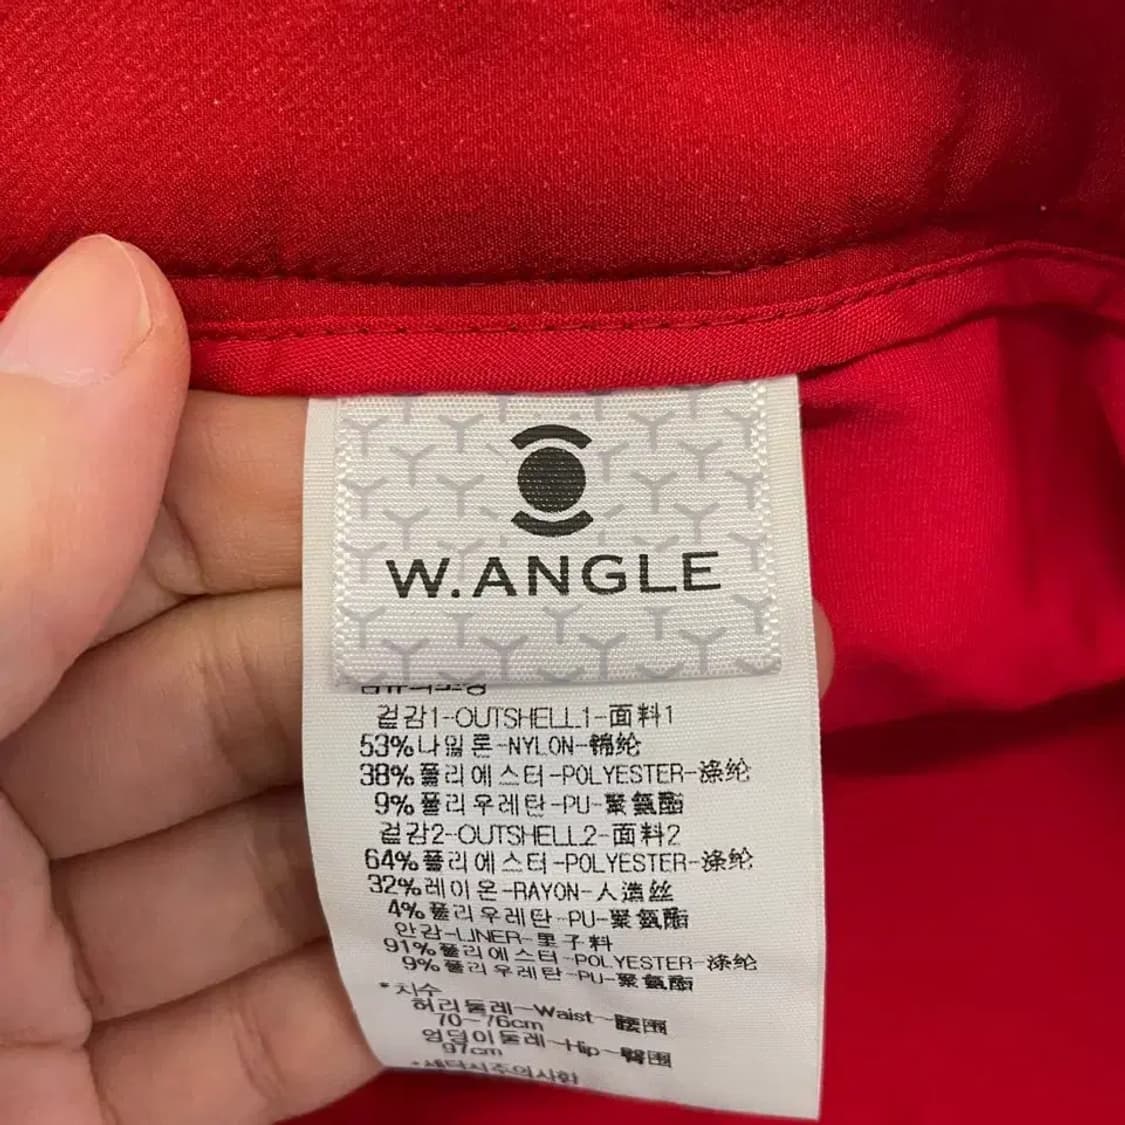 W.ANGLE
겉감1-OUTSHELL1-面料1
53%나일론-NYLON-锦纶
38%폴리에스터-POLYESTER-涤纶
9%폴리우레탄-PU-聚氨酯
겉감2-OUTSHELL2-面料2
64%폴리에스터-POLYESTER-涤纶
32%레이온-RAYON-人造丝
4%폴리우레탄-PU-聚氨酯
안감-LINER-里子料
91%폴리에스터-POLYESTER-涤纶
9%폴리우레탄-PU-聚氨酯
*치수
허리둘레-Waist-腰围
70-76cm
엉덩이둘레-Hip-臀围
97cm